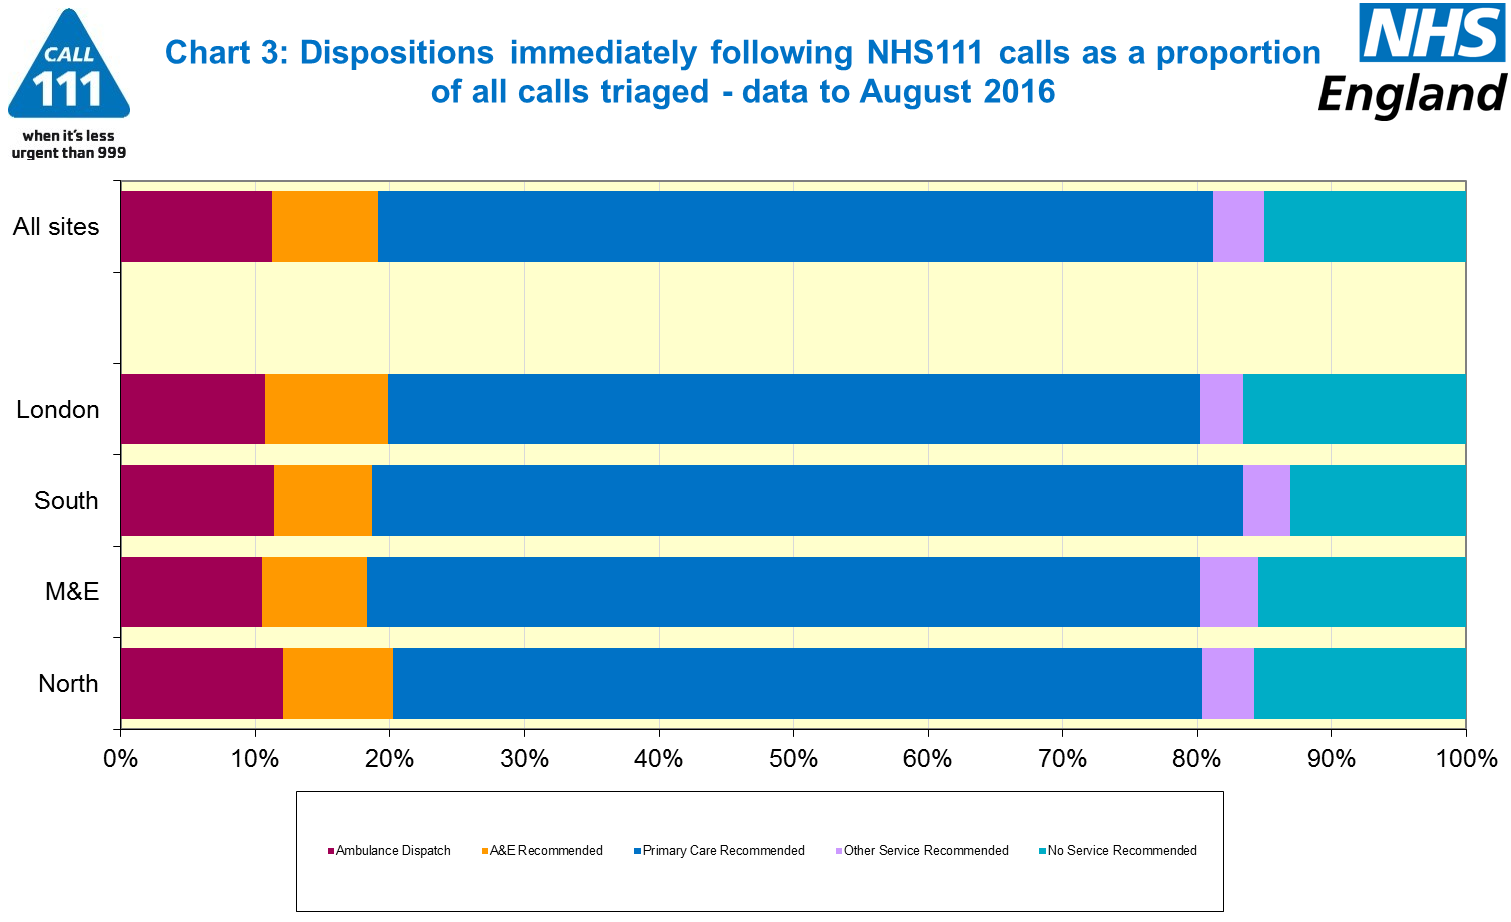 CALL
111
when it's less
urgent than 999
Chart 3: Dispositions immediately following NHS111 calls as a proportion
of all calls triaged - data to August 2016
NHS
England
All sites
London
South
M&E
North
0% 10% 20% 30% 40% 50% 60% 70% 80% 90% 100%
Ambulance Dispatch A&E Recommended Primary Care Recommended Other Service Recommended No Service Recommended